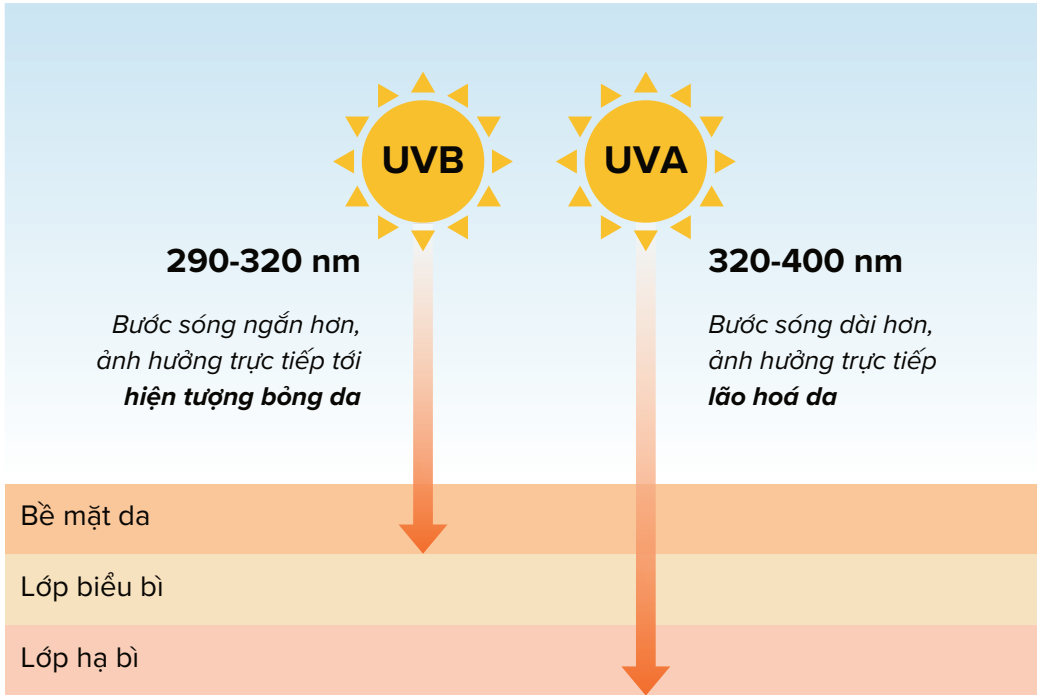 UVB
290-320 nm
Bước sóng ngắn hơn,
ảnh hưởng trực tiếp tới
hiện tượng bỏng da
UVA
320-400 nm
Bước sóng dài hơn,
ảnh hưởng trực tiếp
lão hoá da
Bề mặt da
Lớp biểu bì
Lớp hạ bì